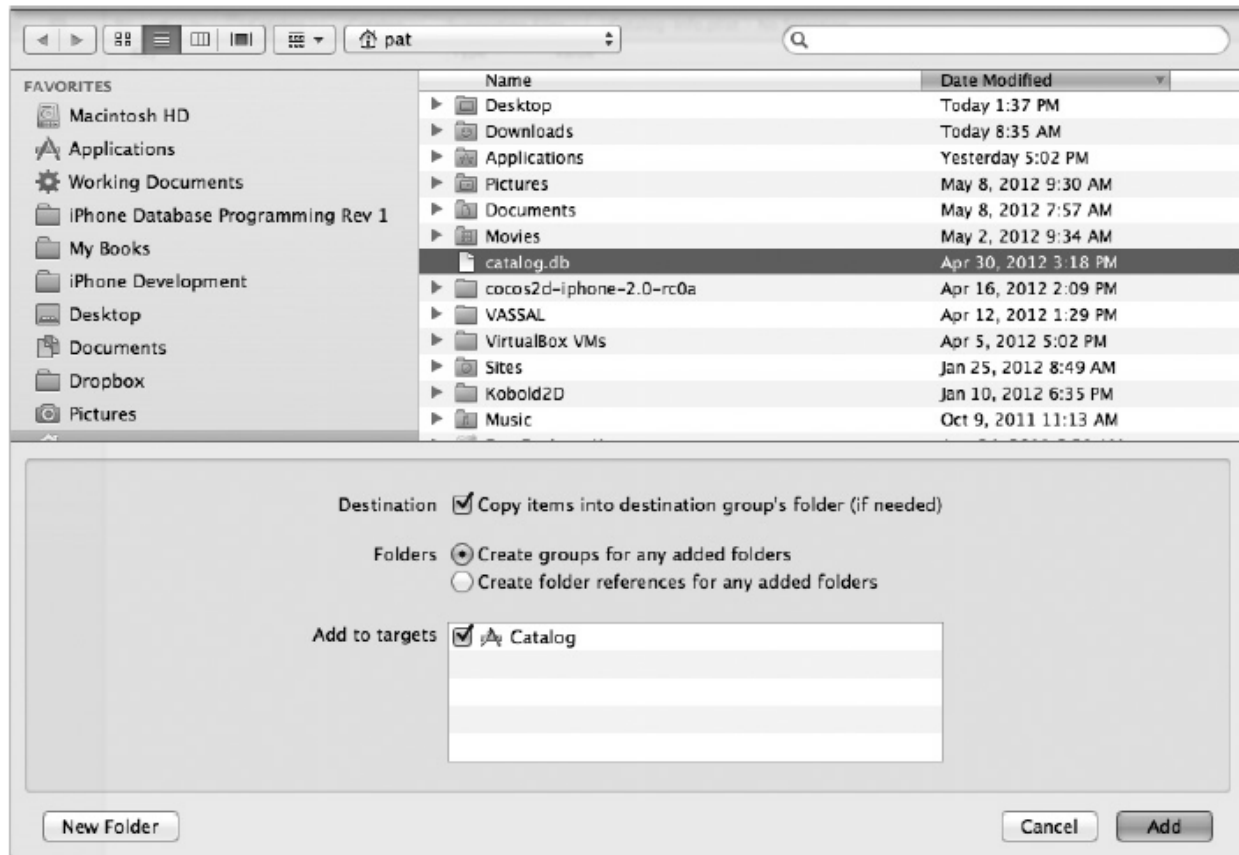 pat
FAVORITES
Macintosh HD
Applications
Working Documents
iPhone Database Programming Rev 1
My Books
iPhone Development
Desktop
Documents
Dropbox
Pictures
Name Date Modified
Desktop Today 1:37 PM
Downloads Today 8:35 AM
Applications Yesterday 5:02 PM
Pictures May 8, 2012 9:30 AM
Documents May 8, 2012 7:57 AM
Movies May 2, 2012 9:34 AM
catalog.db Apr 30, 2012 3:18 PM
cocos2d-iphone-2.0-rc0a Apr 16, 2012 2:09 PM
VASSAL Apr 12, 2012 1:29 PM
VirtualBox VMs Apr 5, 2012 5:02 PM
Sites Jan 25, 2012 8:49 AM
Kobold2D Jan 10, 2012 6:35 PM
Music Oct 9, 2011 11:13 AM
Destination Copy items into destination group's folder (if needed)
Folders Create groups for any added folders
Create folder references for any added folders
Add to targets Catalog
New Folder Cancel Add